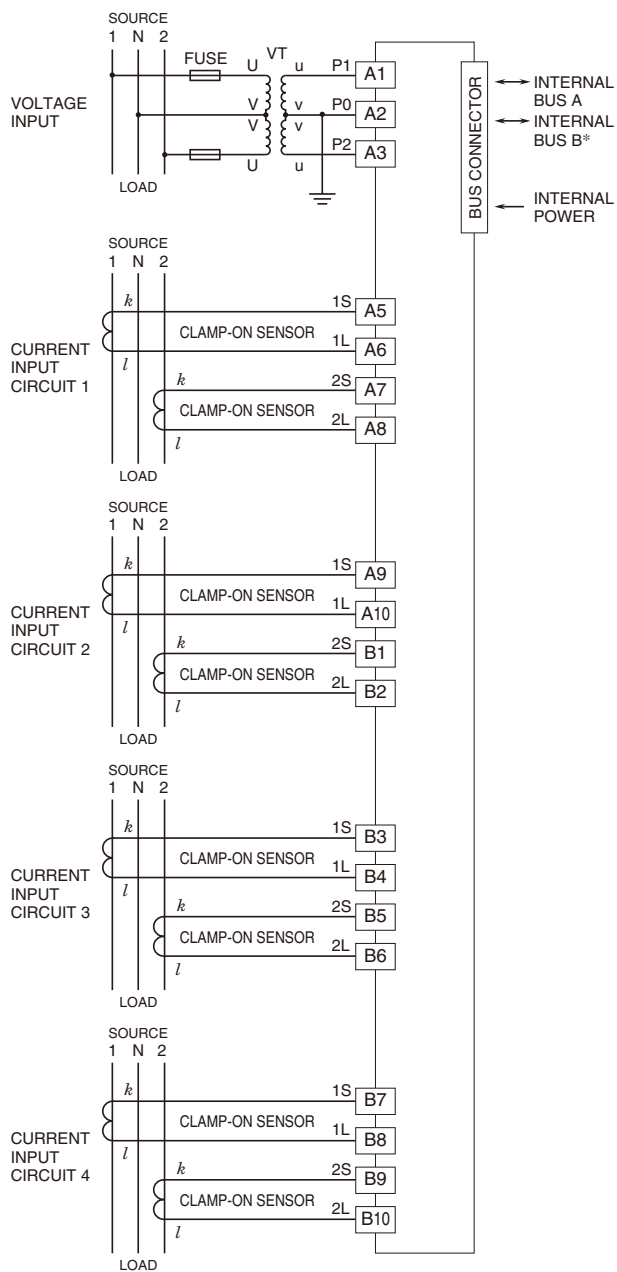 SOURCE
1 N 2
FUSE
VT
U u P1 A1
VOLTAGE
INPUT
V v P0 A2
V v
P2 A3
U u
LOAD
BUS CONNECTOR
INTERNAL
BUS A
INTERNAL
BUS B*
INTERNAL
POWER
SOURCE
1 N 2
k 1S A5
CLAMP-ON SENSOR
l 1L A6
CURRENT
INPUT
CIRCUIT 1
k 2S A7
CLAMP-ON SENSOR
l 2L A8
LOAD
SOURCE
1 N 2
k 1S A9
CLAMP-ON SENSOR
l 1L A10
CURRENT
INPUT
CIRCUIT 2
k 2S B1
CLAMP-ON SENSOR
l 2L B2
LOAD
SOURCE
1 N 2
k 1S B3
CLAMP-ON SENSOR
l 1L B4
CURRENT
INPUT
CIRCUIT 3
k 2S B5
CLAMP-ON SENSOR
l 2L B6
LOAD
SOURCE
1 N 2
k 1S B7
CLAMP-ON SENSOR
l 1L B8
CURRENT
INPUT
CIRCUIT 4
k 2S B9
CLAMP-ON SENSOR
l 2L B10
LOAD